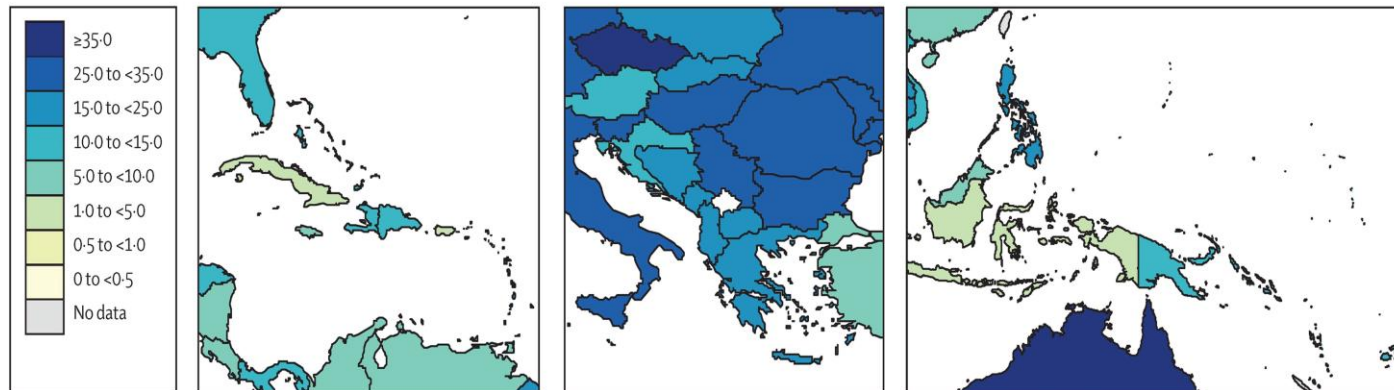 ≥35·0
25·0 to <35·0
15·0 to <25·0
10·0 to <15·0
5·0 to <10·0
1·0 to <5·0
0·5 to <1·0
0 to <0·5
No data